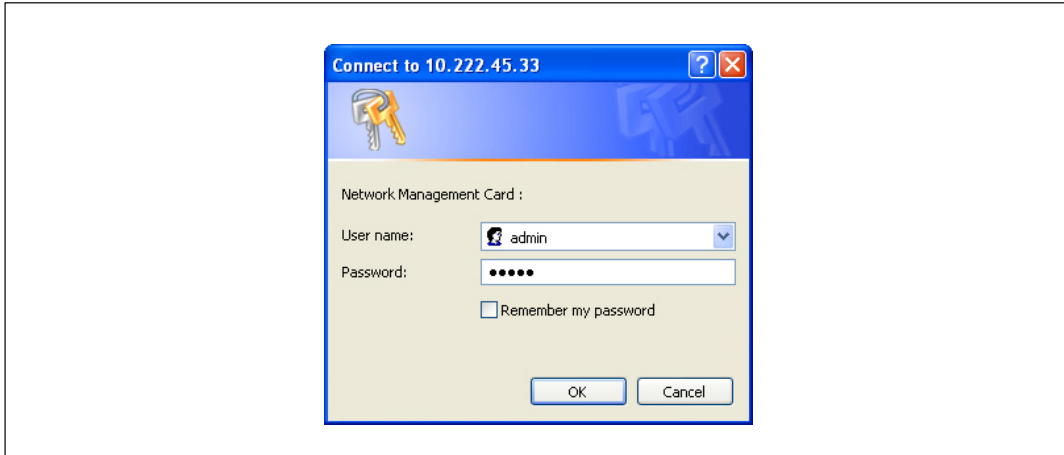 Connect to 10.222.45.33
Network Management Card :
User name:
admin
Password:
•••••
Remember my password
OK
Cancel